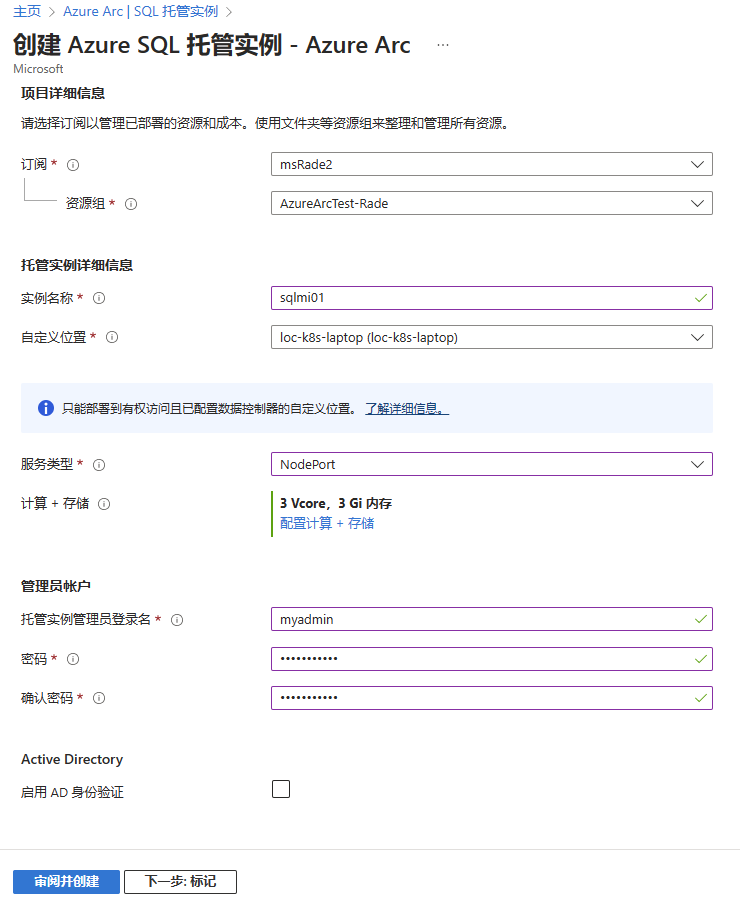 主页 > Azure Arc | SQL 托管实例 >
创建 Azure SQL 托管实例 - Azure Arc ...
Microsoft
项目详细信息
请选择订阅以管理已部署的资源和成本。使用文件夹等资源组来整理和管理所有资源。
订阅 * msRade2
资源组 * AzureArcTest-Rade
托管实例详细信息
实例名称 * sqlmi01
自定义位置 * loc-k8s-laptop (loc-k8s-laptop)
只能部署到有权访问且已配置数据控制器的自定义位置。 了解详细信息。
服务类型 * NodePort
计算 + 存储 3 Vcore，3 Gi 内存
配置计算 + 存储
管理员帐户
托管实例管理员登录名 * myadmin
密码 * •••••••••••
确认密码 * •••••••••••
Active Directory
启用 AD 身份验证
审阅并创建 下一步: 标记